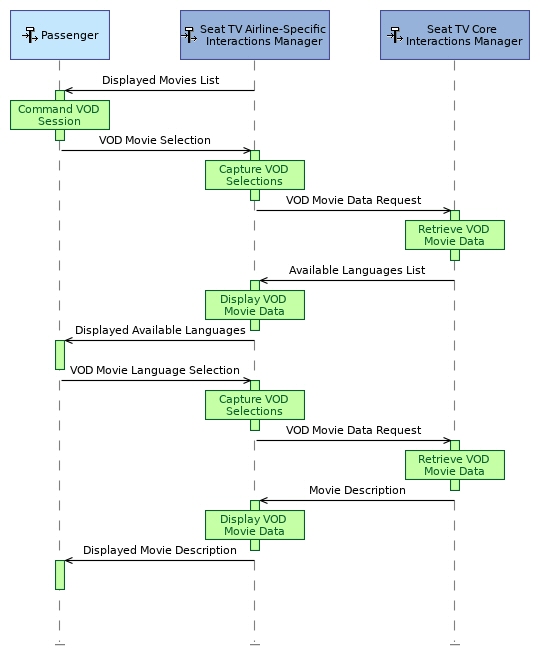 Passenger
Seat TV Airline-Specific
Interactions Manager
Seat TV Core
Interactions Manager
Displayed Movies List
Command VOD
Session
VOD Movie Selection
Capture VOD
Selections
VOD Movie Data Request
Retrieve VOD
Movie Data
Available Languages List
Display VOD
Movie Data
Displayed Available Languages
VOD Movie Language Selection
Capture VOD
Selections
VOD Movie Data Request
Retrieve VOD
Movie Data
Movie Description
Display VOD
Movie Data
Displayed Movie Description